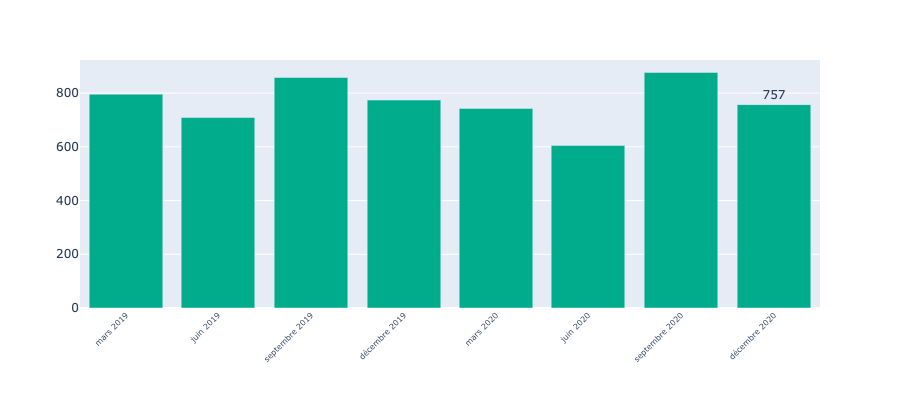 800
600
400
200
0
757
mars 2019
juin 2019
septembre 2019
décembre 2019
mars 2020
juin 2020
septembre 2020
décembre 2020